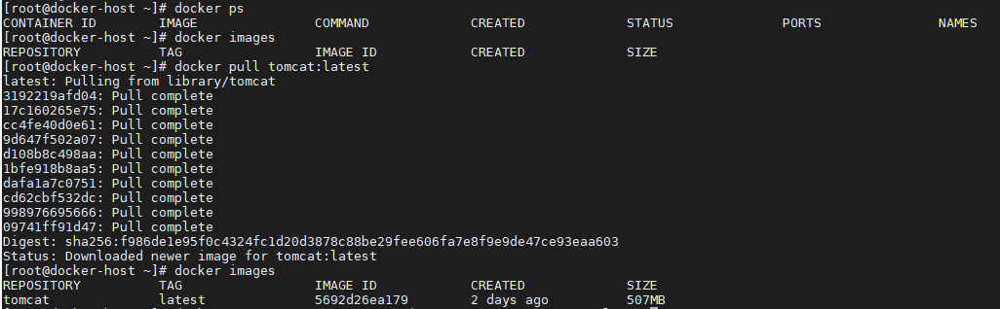 [root@docker-host ~]# docker ps
CONTAINER ID        IMAGE               COMMAND             CREATED             STATUS              PORTS               NAMES
[root@docker-host ~]# docker images
REPOSITORY          TAG                 IMAGE ID            CREATED             SIZE
[root@docker-host ~]# docker pull tomcat:latest
latest: Pulling from library/tomcat
3192219afd04: Pull complete
17c160265e75: Pull complete
cc4fe40d0e61: Pull complete
9d647f502a07: Pull complete
d108b8c498aa: Pull complete
1bfe918b8aa5: Pull complete
dafa1a7c0751: Pull complete
cd62cbf532dc: Pull complete
998976695666: Pull complete
09741ff91d47: Pull complete
Digest: sha256:f986de1e95f0c4324fc1d20d3878c88be29fee606fa7e8f9e9de47ce93eaa603
Status: Downloaded newer image for tomcat:latest
[root@docker-host ~]# docker images
REPOSITORY          TAG                 IMAGE ID            CREATED             SIZE
tomcat              latest              5692d26ea179        2 days ago          507MB